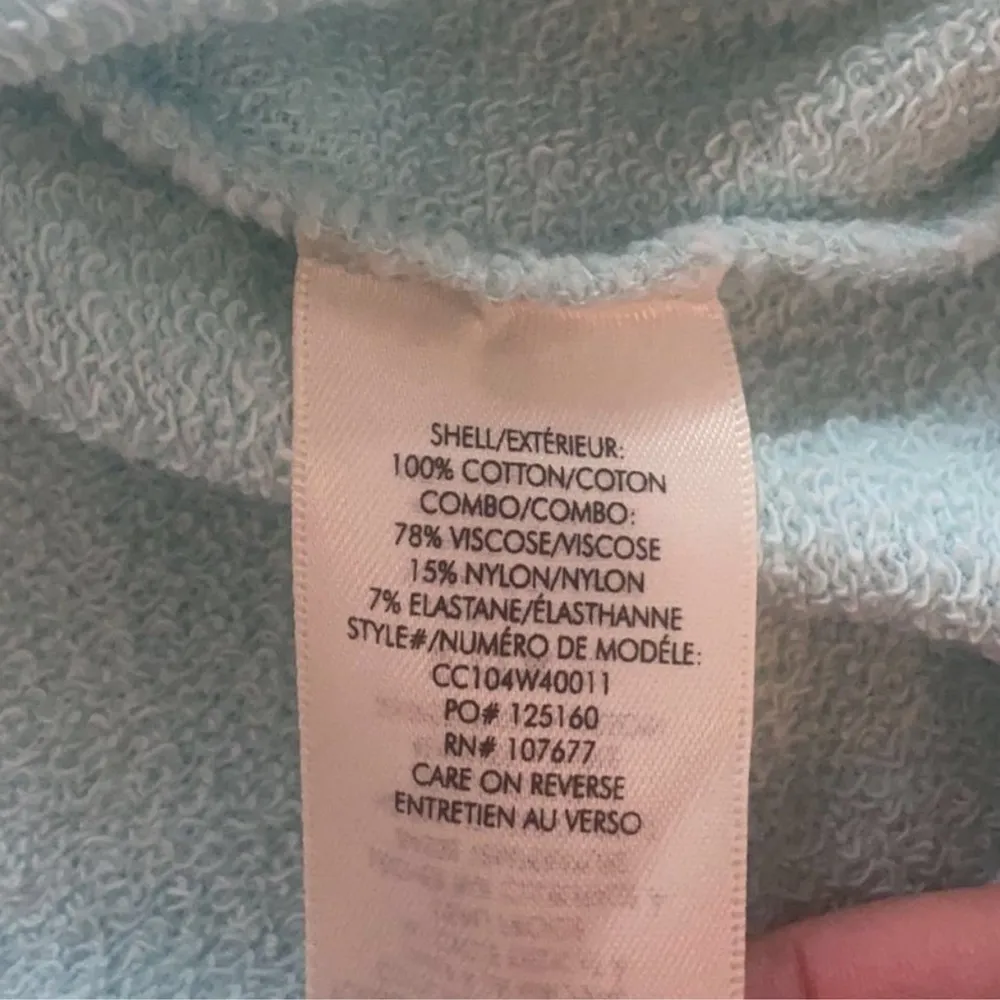 SHELL/EXTÉRIEUR:
100% COTTON/COTON
COMBO/COMBO:
78% VISCOSE/VISCOSE
15% NYLON/NYLON
7% ELASTANE/ÉLASTHANNE
STYLE#/NUMÉRO DE MODÉLE:
CC104W40011
PO# 125160
RN# 107677
CARE ON REVERSE
ENTRETIEN AU VERSO